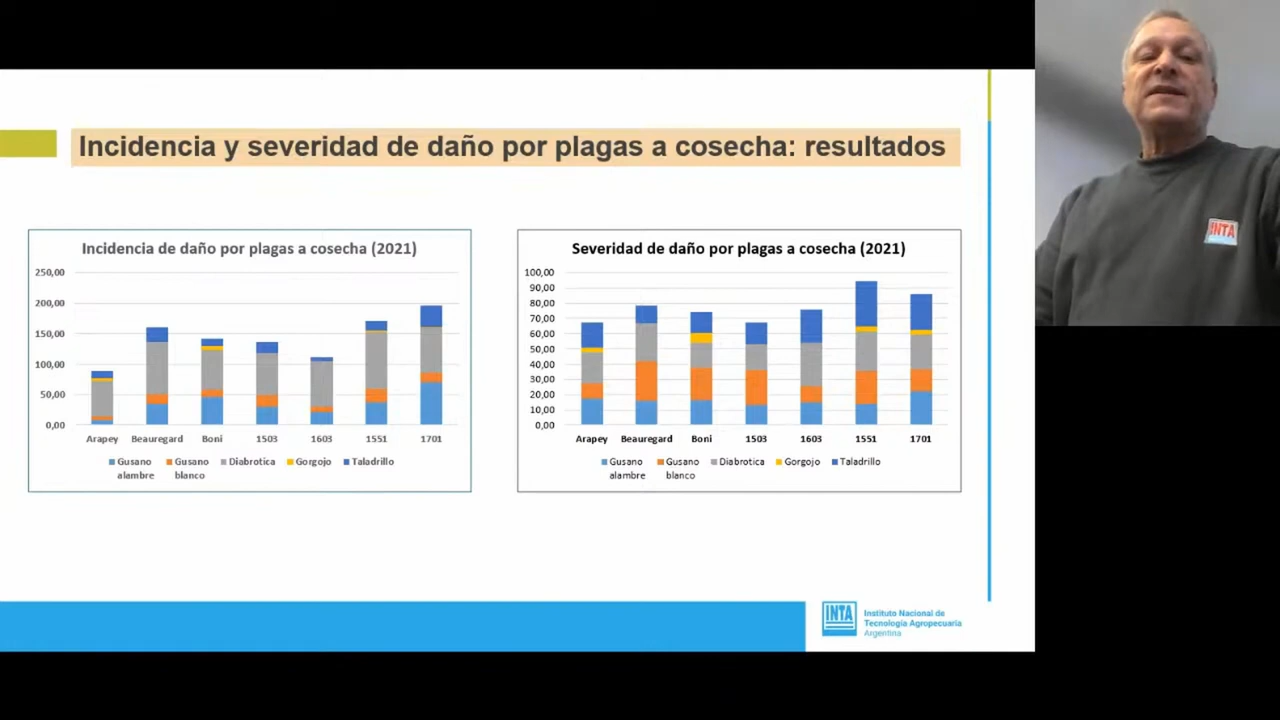 Incidencia y severidad de daño por plagas a cosecha: resultados
Incidencia de daño por plagas a cosecha (2021)
250,00
200,00
150,00
100,00
50,00
0,00
Arapey Beauregard Boni 1503 1603 1551 1701
Gusano alambre Gusano blanco Diabrotica Gorgojo Taladrillo
Severidad de daño por plagas a cosecha (2021)
100,00
90,00
80,00
70,00
60,00
50,00
40,00
30,00
20,00
10,00
0,00
Arapey Beauregard Boni 1503 1603 1551 1701
Gusano alambre Gusano blanco Diabrotica Gorgojo Taladrillo
INTA
INTA
Instituto Nacional de
Tecnología Agropecuaria
Argentina